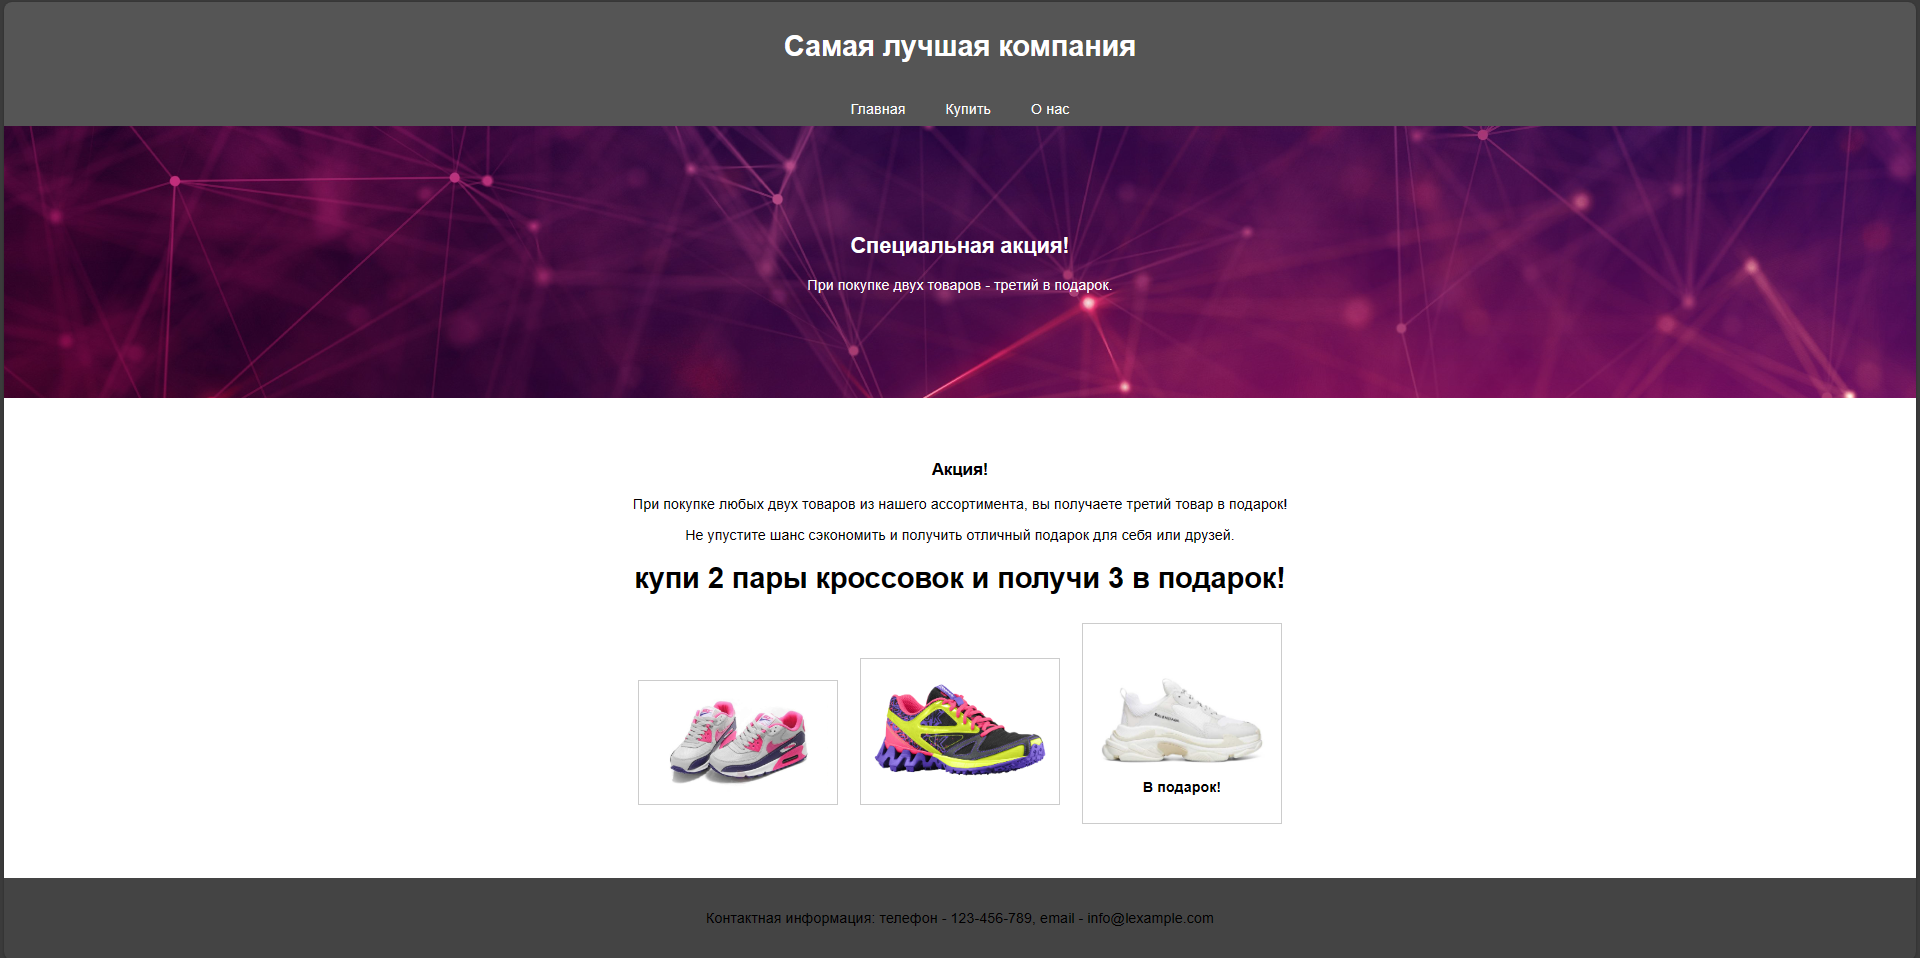 Самая лучшая компания
Главная Купить О нас
Специальная акция!
При покупке двух товаров - третий в подарок.
Акция!
При покупке любых двух товаров из нашего ассортимента, вы получаете третий товар в подарок!
Не упустите шанс сэкономить и получить отличный подарок для себя или друзей.
купи 2 пары кроссовок и получи 3 в подарок!
BALENCIAGA
В подарок!
Контактная информация: телефон - 123-456-789, email - info@lexample.com